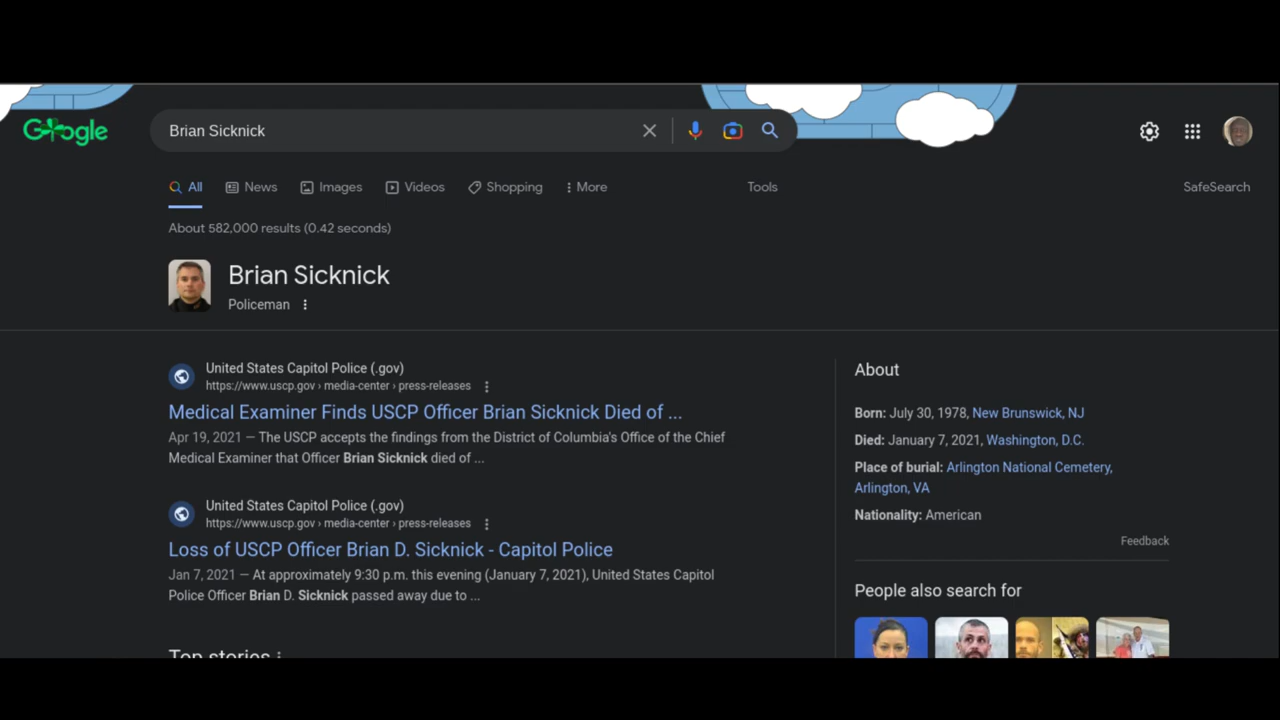 Google
Brian Sicknick
All News Images Videos Shopping More Tools SafeSearch
About 582,000 results (0.42 seconds)
Brian Sicknick
Policeman
United States Capitol Police (.gov)
https://www.uscp.gov › media-center › press-releases
Medical Examiner Finds USCP Officer Brian Sicknick Died of ...
Apr 19, 2021 — The USCP accepts the findings from the District of Columbia's Office of the Chief
Medical Examiner that Officer Brian Sicknick died of ...
United States Capitol Police (.gov)
https://www.uscp.gov › media-center › press-releases
Loss of USCP Officer Brian D. Sicknick - Capitol Police
Jan 7, 2021 — At approximately 9:30 p.m. this evening (January 7, 2021), United States Capitol
Police Officer Brian D. Sicknick passed away due to ...
Top stories
About
Born: July 30, 1978, New Brunswick, NJ
Died: January 7, 2021, Washington, D.C.
Place of burial: Arlington National Cemetery,
Arlington, VA
Nationality: American
Feedback
People also search for